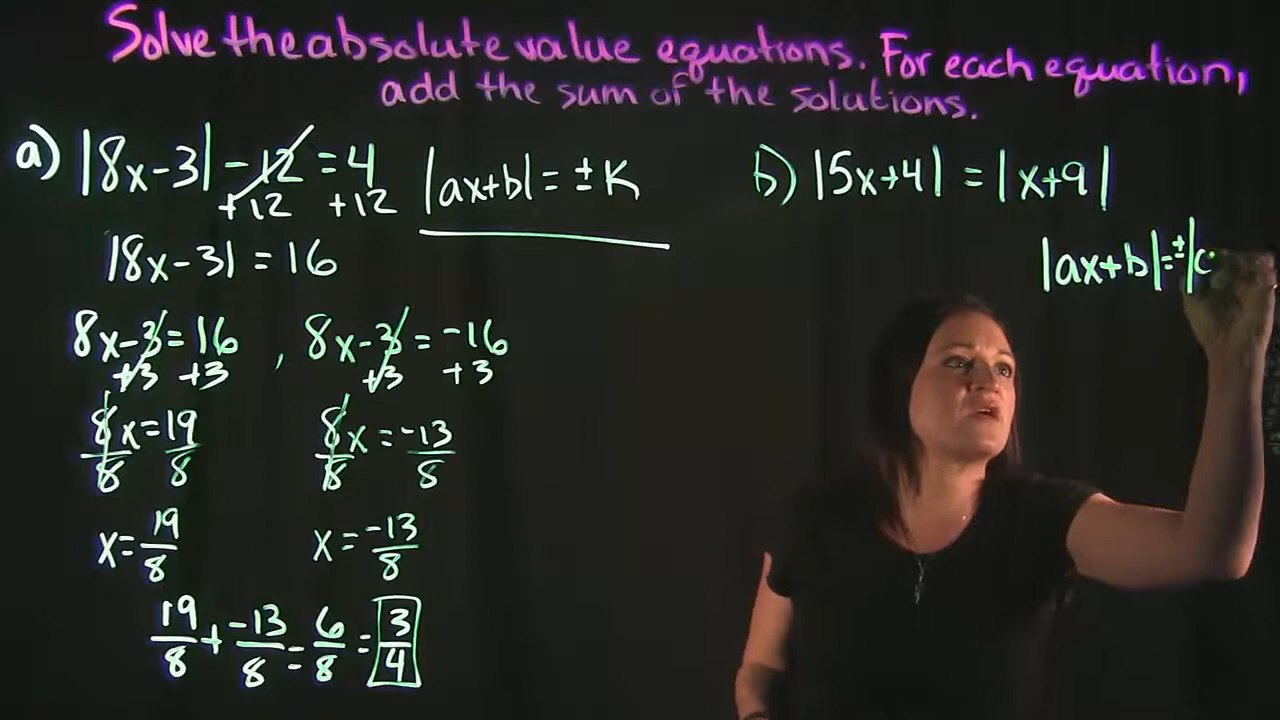 Solve the absolute value equations. For each equation,
add the sum of the solutions.
a) |8x-3| -12 = 4
+12 +12
|ax+b| = ± K
|8x-3| = 16
8x-3 = 16 , 8x-3 = -16
+3 +3 +3 +3
8x = 19 8x = -13
8 8 8 8
x = 19/8 x = -13/8
19/8 + -13/8 = 6/8 = 3/4
b) |5x+4| = |x+9|
|ax+b| = ± |c